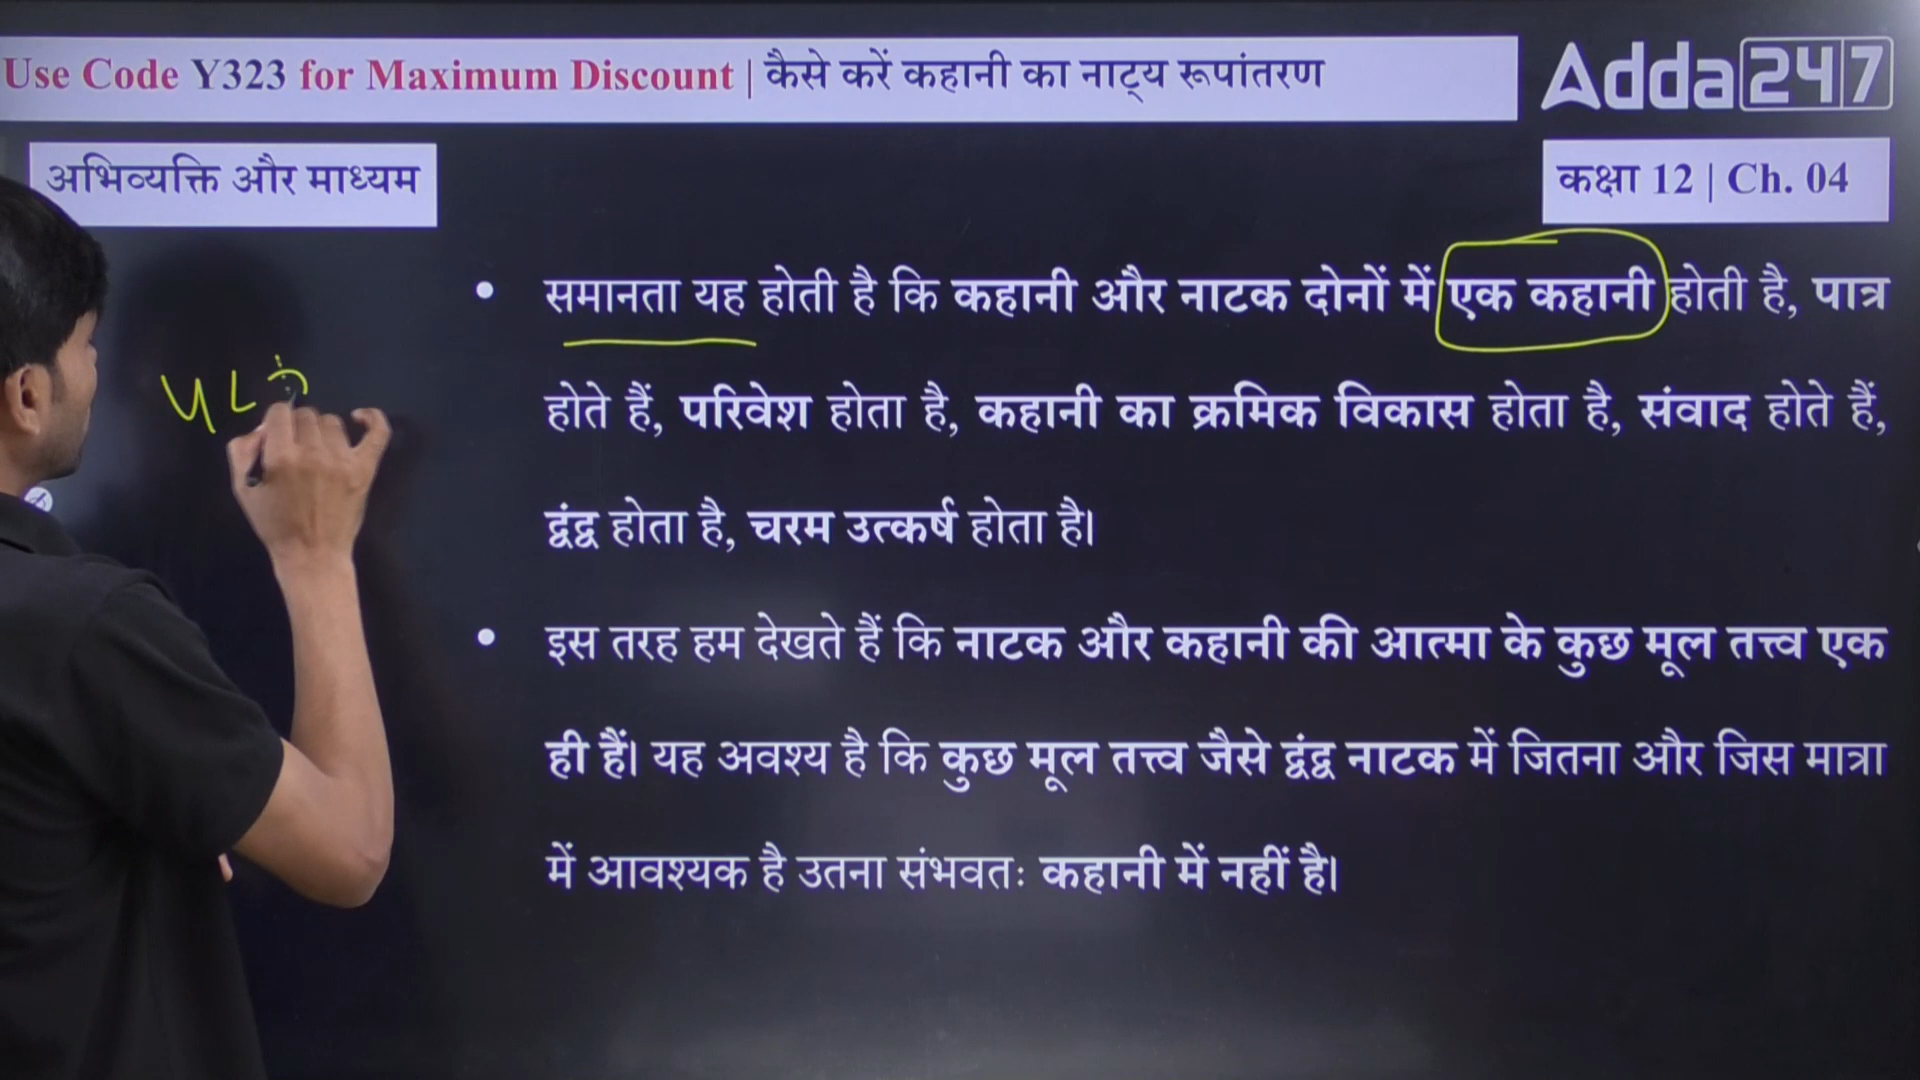 Use Code Y323 for Maximum Discount | कैसे करें कहानी का नाट्य रूपांतरण
Adda247
अभिव्यक्ति और माध्यम
कक्षा 12 | Ch. 04
• समानता यह होती है कि कहानी और नाटक दोनों में एक कहानी होती है, पात्र
होते हैं, परिवेश होता है, कहानी का क्रमिक विकास होता है, संवाद होते हैं,
द्वंद्व होता है, चरम उत्कर्ष होता है।
• इस तरह हम देखते हैं कि नाटक और कहानी की आत्मा के कुछ मूल तत्त्व एक
ही हैं। यह अवश्य है कि कुछ मूल तत्त्व जैसे द्वंद्व नाटक में जितना और जिस मात्रा
में आवश्यक है उतना संभवतः कहानी में नहीं है।